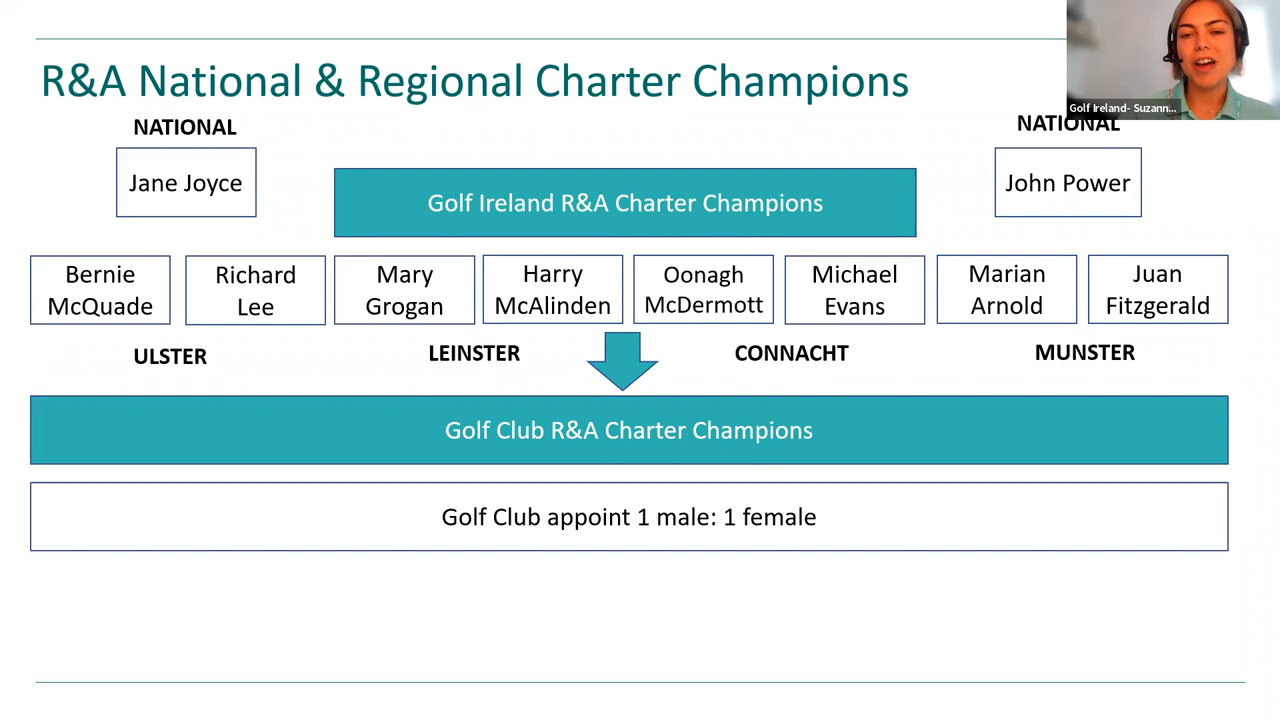 R&A National & Regional Charter Champions
Golf Ireland- Suzann...
NATIONAL
NATIONAL
Jane Joyce
Golf Ireland R&A Charter Champions
John Power
Bernie
McQuade
Richard
Lee
Mary
Grogan
Harry
McAlinden
Oonagh
McDermott
Michael
Evans
Marian
Arnold
Juan
Fitzgerald
ULSTER
LEINSTER
CONNACHT
MUNSTER
Golf Club R&A Charter Champions
Golf Club appoint 1 male: 1 female